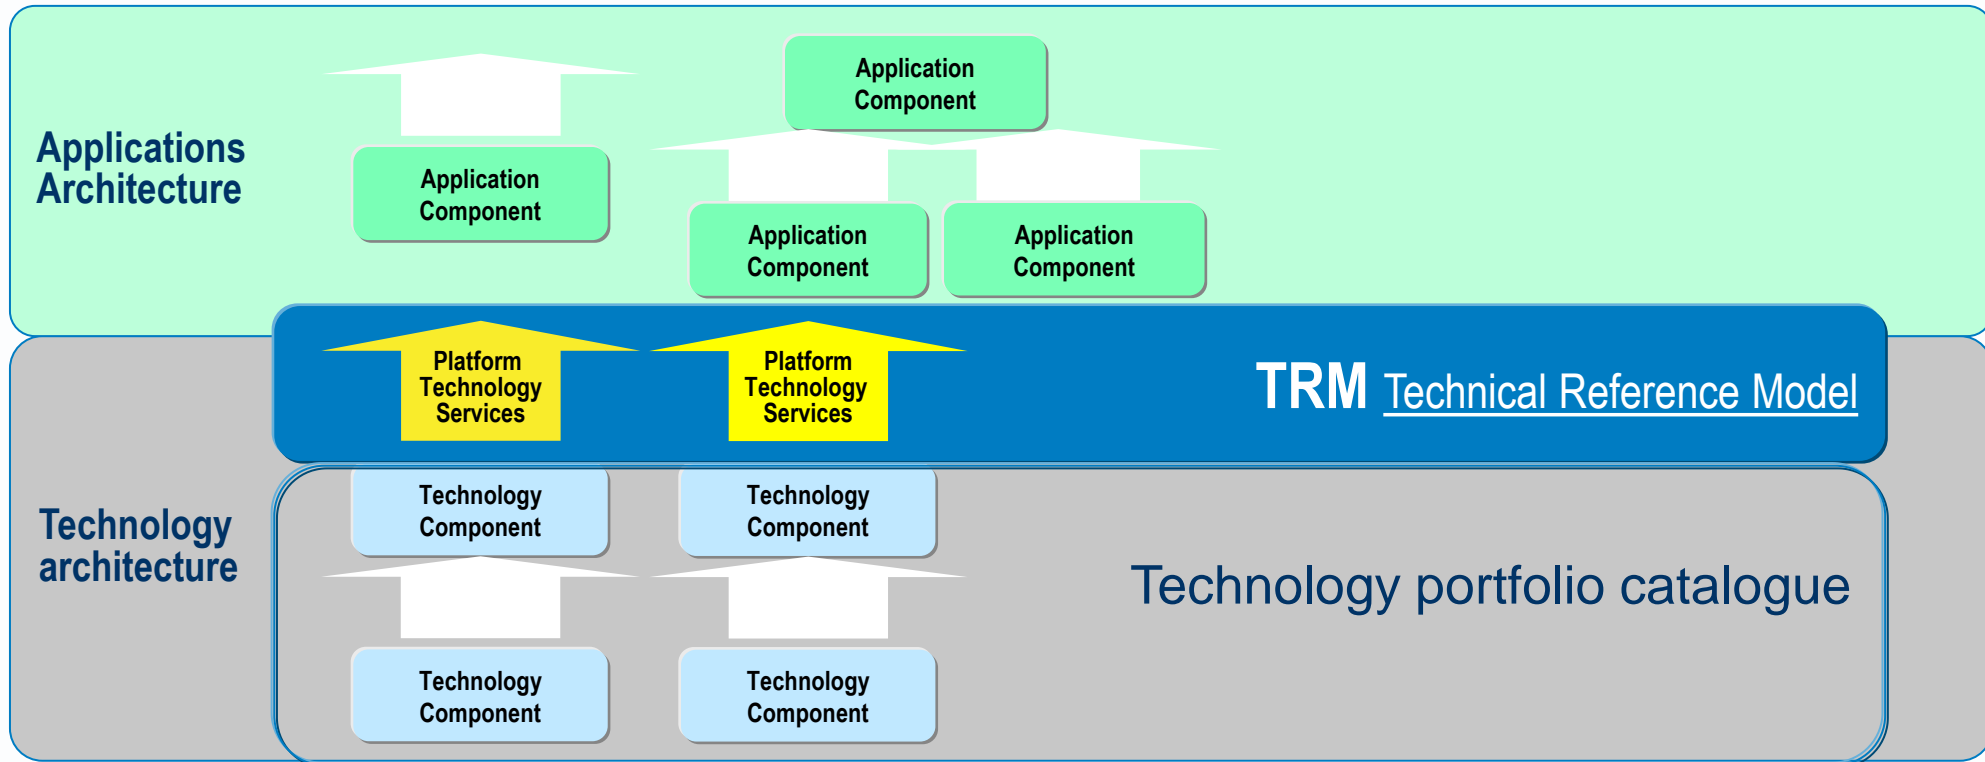 Applications
Architecture
Application
Component
Application
Component
Application
Component
Application
Component
Platform
Technology
Services
Platform
Technology
Services
TRM Technical Reference Model
Technology
architecture
Technology
Component
Technology
Component
Technology portfolio catalogue
Technology
Component
Technology
Component